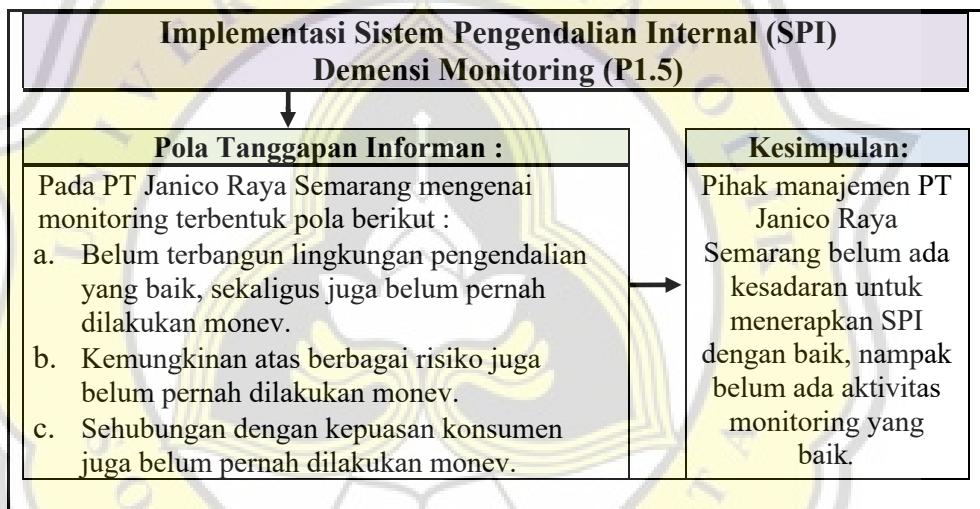 Implementasi Sistem Pengendalian Internal (SPI)
Demensi Monitoring (P1.5)
Pola Tanggapan Informan :
Pada PT Janico Raya Semarang mengenai
monitoring terbentuk pola berikut :
a. Belum terbangun lingkungan pengendalian
yang baik, sekaligus juga belum pernah
dilakukan monev.
b. Kemungkinan atas berbagai risiko juga
belum pernah dilakukan monev.
c. Sehubungan dengan kepuasan konsumen
juga belum pernah dilakukan monev.
Kesimpulan:
Pihak manajemen PT
Janico Raya
Semarang belum ada
kesadaran untuk
menerapkan SPI
dengan baik, nampak
belum ada aktivitas
monitoring yang
baik.